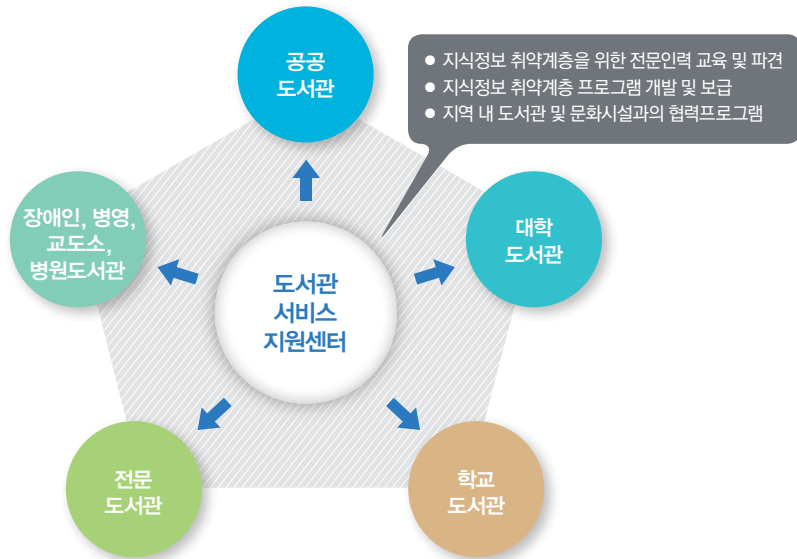 공공
도서관
● 지식정보 취약계층을 위한 전문인력 교육 및 파견
● 지식정보 취약계층 프로그램 개발 및 보급
● 지역 내 도서관 및 문화시설과의 협력프로그램
장애인, 병영,
교도소,
병원도서관
대학
도서관
도서관
서비스
지원센터
전문
도서관
학교
도서관